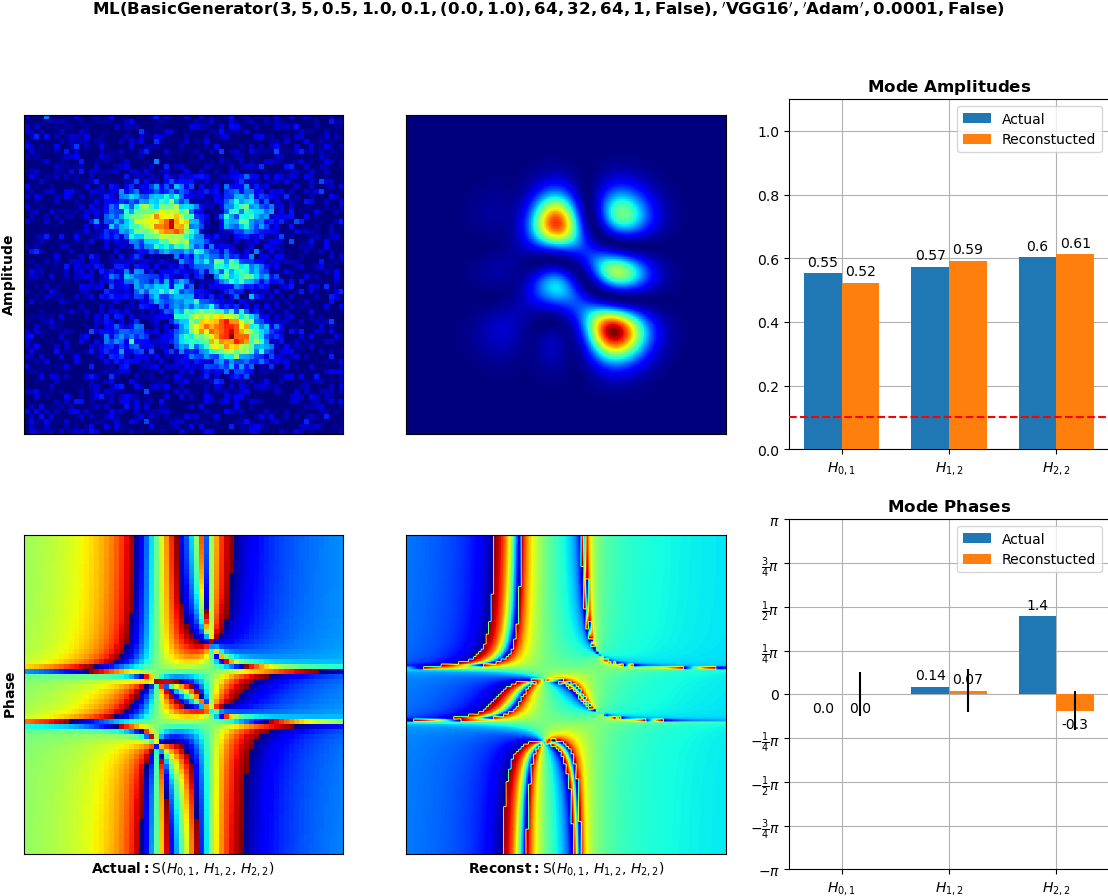 ML(BasicGenerator(3, 5, 0.5, 1.0, 0.1, (0.0, 1.0), 64, 32, 64, 1, False), ′VGG16′, ′Adam′, 0.0001, False)
Amplitude
Mode Amplitudes
Actual
Reconstucted
1.0
0.8
0.6
0.4
0.2
0.0
0.55
0.52
0.57
0.59
0.6
0.61
H0, 1
H1, 2
H2, 2
Phase
Actual: S(H0, 1, H1, 2, H2, 2)
Reconst: S(H0, 1, H1, 2, H2, 2)
Mode Phases
Actual
Reconstucted
π
3/4π
1/2π
1/4π
0
−1/4π
−1/2π
−3/4π
−π
0.0
0.0
0.14
0.07
1.4
-0.3
H0, 1
H1, 2
H2, 2